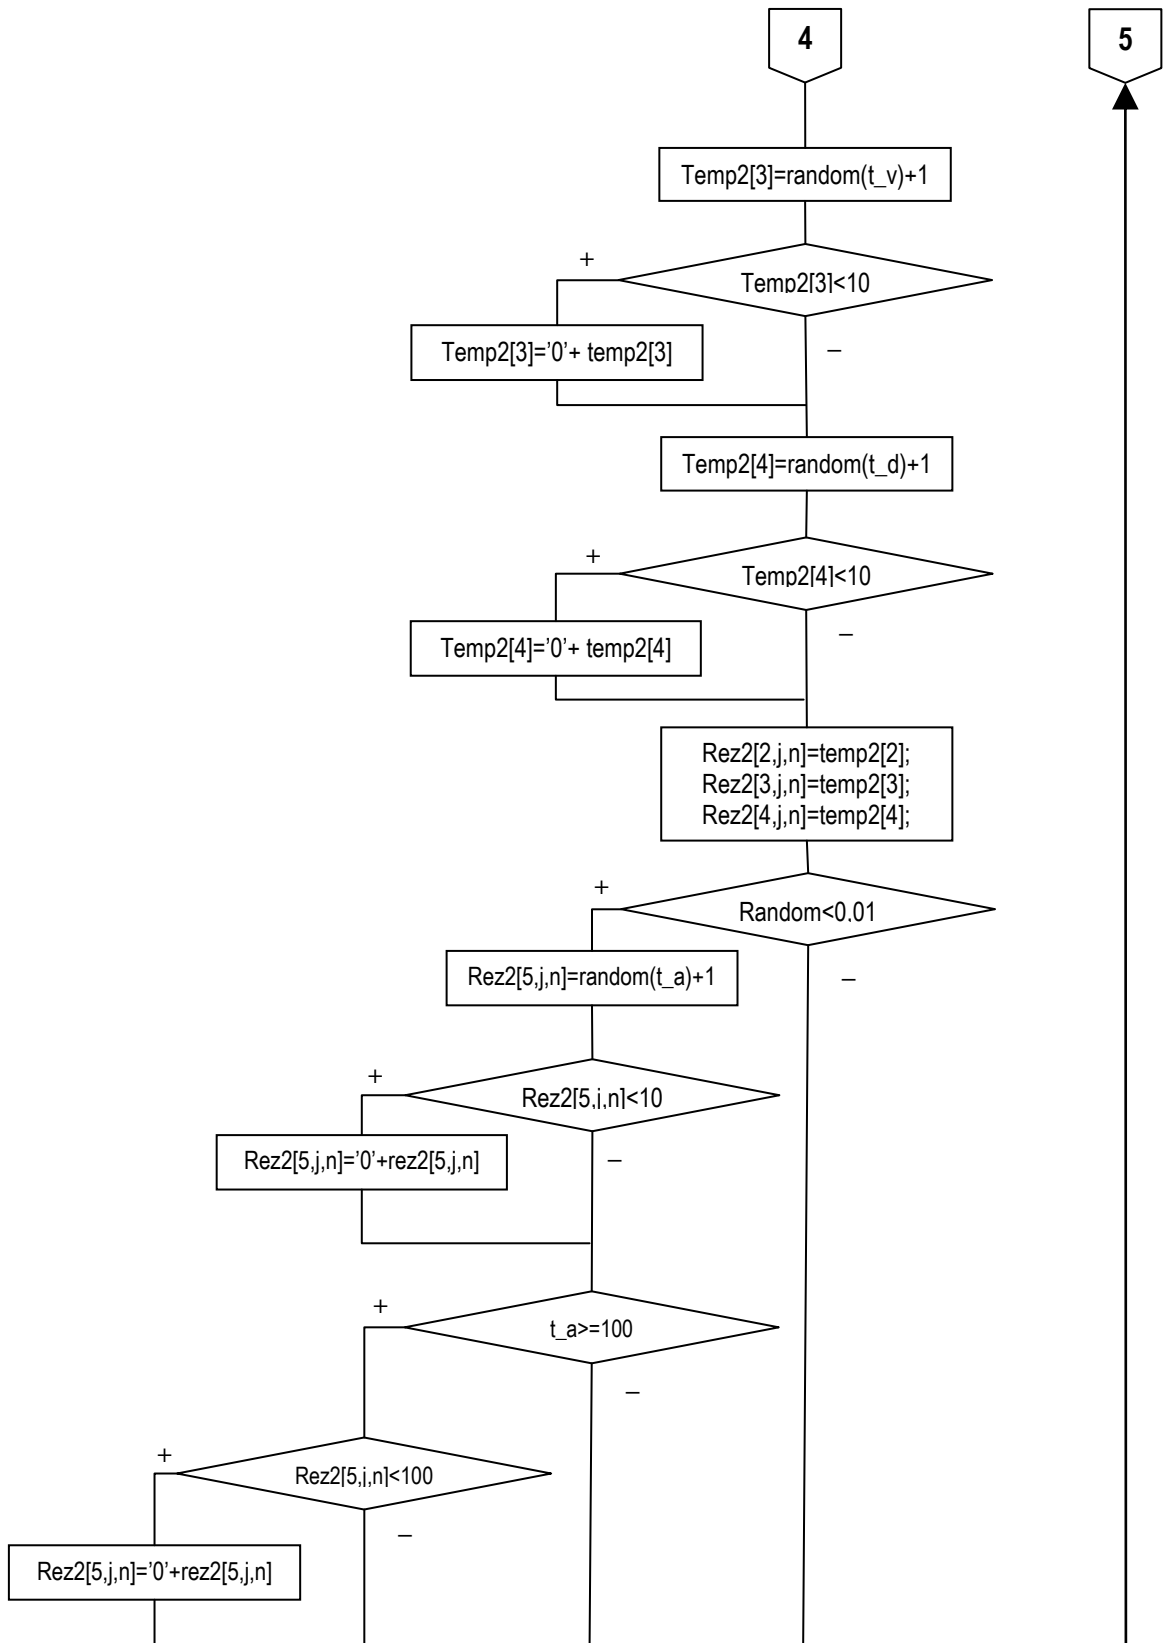 4
5
Temp2[3]=random(t_v)+1
+
Temp2[3]<10
Temp2[3]='0'+ temp2[3]
–
Temp2[4]=random(t_d)+1
+
Temp2[4]<10
–
Temp2[4]='0'+ temp2[4]
Rez2[2,j,n]=temp2[2];
Rez2[3,j,n]=temp2[3];
Rez2[4,j,n]=temp2[4];
+
Random<0.01
Rez2[5,j,n]=random(t_a)+1
–
+
Rez2[5,j,n]<10
Rez2[5,j,n]='0'+rez2[5,j,n]
–
+
t_a>=100
–
+
Rez2[5,j,n]<100
–
Rez2[5,j,n]='0'+rez2[5,j,n]